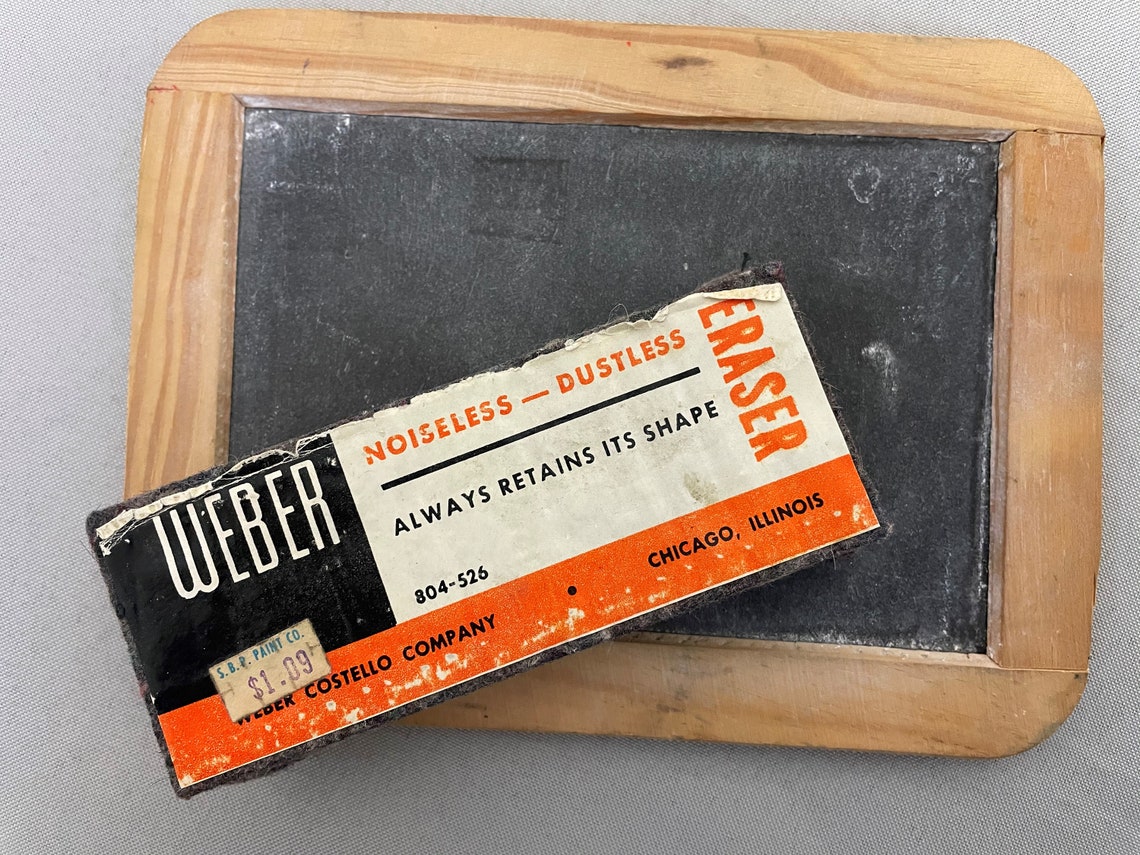 WEBER
NOISELESS — DUSTLESS
ALWAYS RETAINS ITS SHAPE
ERASER
804-526
WEBER COSTELLO COMPANY • CHICAGO, ILLINOIS
S.B.P. PAINT CO.
$1.09